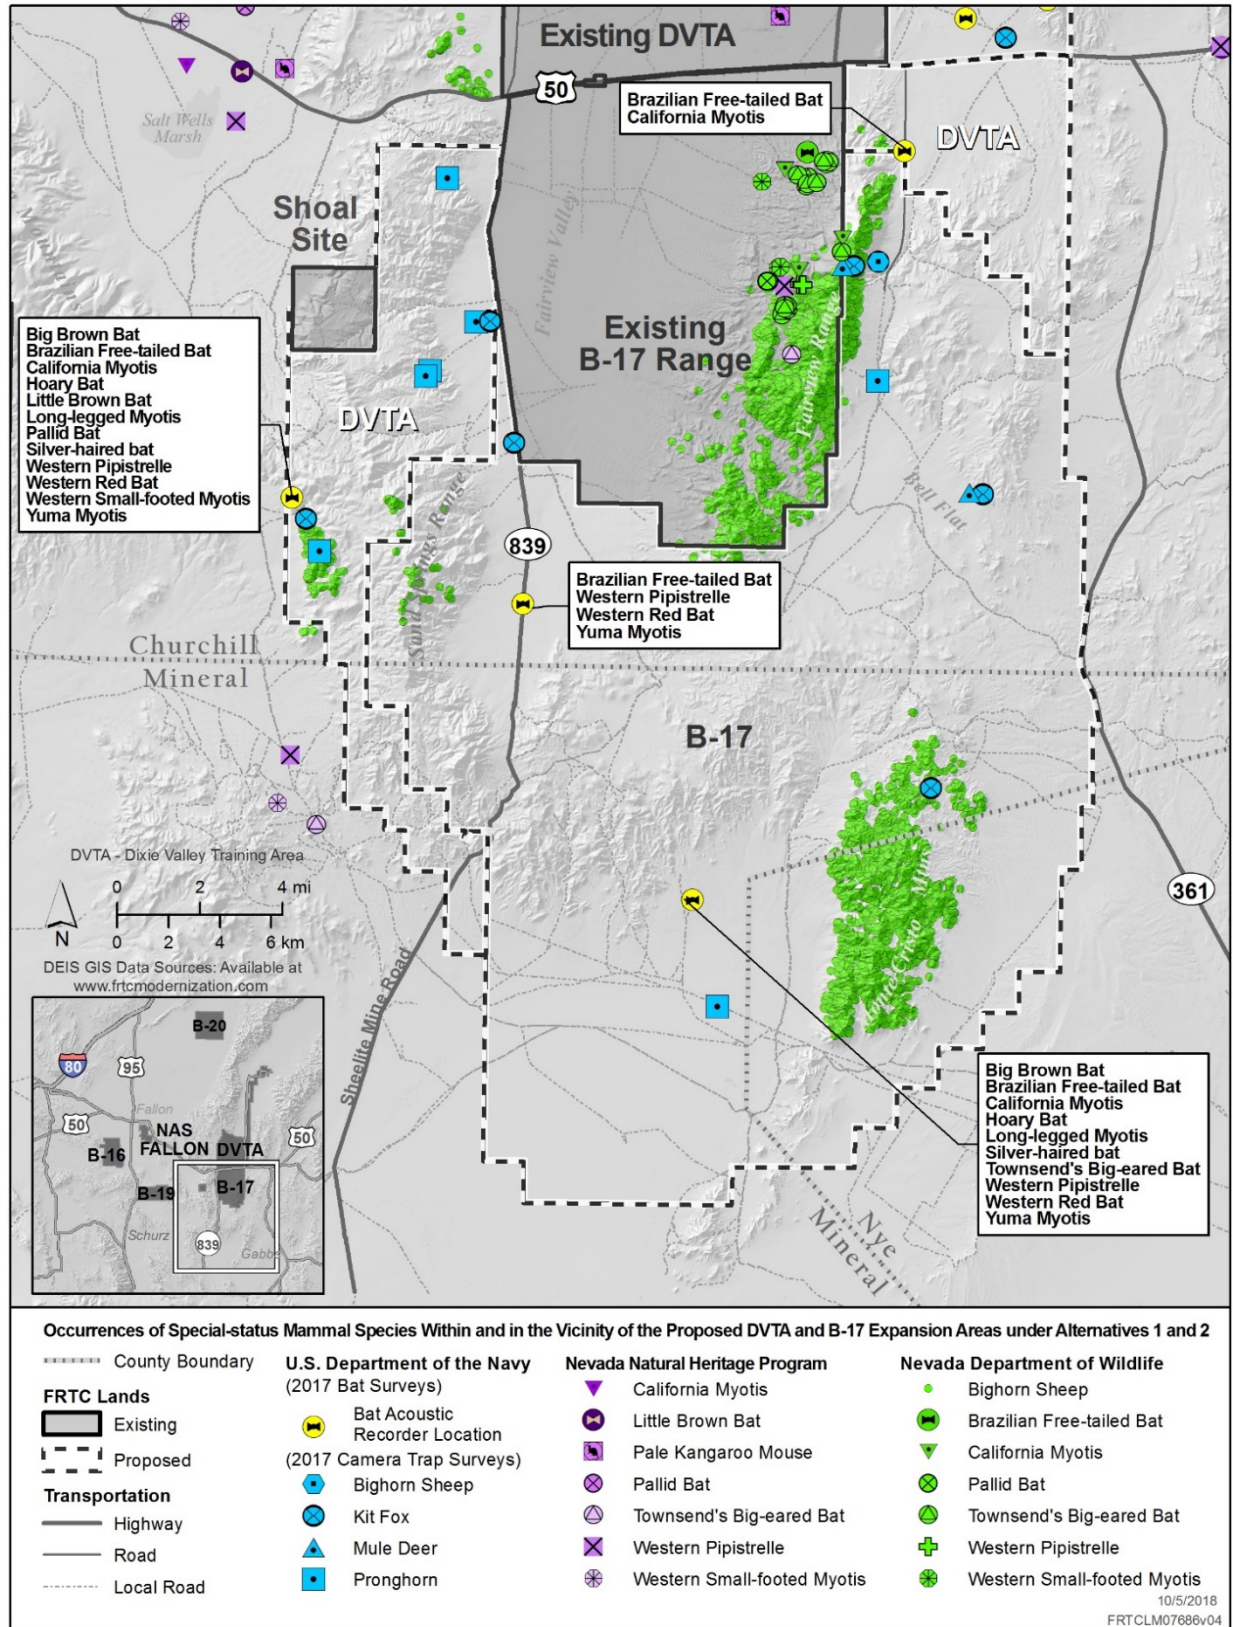 Existing DVTA
50
Brazilian Free-tailed Bat
California Myotis
DVTA
Salt Wells
Marsh
Shoal
Site
Fairview Valley
Existing
B-17 Range
Fairview Range
Big Brown Bat
Brazilian Free-tailed Bat
California Myotis
Hoary Bat
Little Brown Bat
Long-legged Myotis
Pallid Bat
Silver-haired bat
Western Pipistrelle
Western Red Bat
Western Small-footed Myotis
Yuma Myotis
DVTA
Bell Flat
839
Range
Brazilian Free-tailed Bat
Western Pipistrelle
Western Red Bat
Yuma Myotis
Churchill
Mineral
B-17
361
DVTA - Dixie Valley Training Area
0 2 4 mi
0 2 4 6 km
N
DEIS GIS Data Sources: Available at
www.frtcmodernization.com
Sheelite Mine Road
Cristo
Big Brown Bat
Brazilian Free-tailed Bat
California Myotis
Hoary Bat
Long-legged Myotis
Silver-haired bat
Townsend's Big-eared Bat
Western Pipistrelle
Western Red Bat
Yuma Myotis
Nye
Mineral
B-20
80
95
Fallon
50
NAS
FALLON
DVTA
50
B-16
B-19
B-17
Schurz
839
Gabbs
Occurrences of Special-status Mammal Species Within and in the Vicinity of the Proposed DVTA and B-17 Expansion Areas under Alternatives 1 and 2
County Boundary
FRTC Lands
Existing
Proposed
Transportation
Highway
Road
Local Road
U.S. Department of the Navy
(2017 Bat Surveys)
Bat Acoustic
Recorder Location
(2017 Camera Trap Surveys)
Bighorn Sheep
Kit Fox
Mule Deer
Pronghorn
Nevada Natural Heritage Program
California Myotis
Little Brown Bat
Pale Kangaroo Mouse
Pallid Bat
Townsend's Big-eared Bat
Western Pipistrelle
Western Small-footed Myotis
Nevada Department of Wildlife
Bighorn Sheep
Brazilian Free-tailed Bat
California Myotis
Pallid Bat
Townsend's Big-eared Bat
Western Pipistrelle
Western Small-footed Myotis
10/5/2018
FRTCLM07686v04